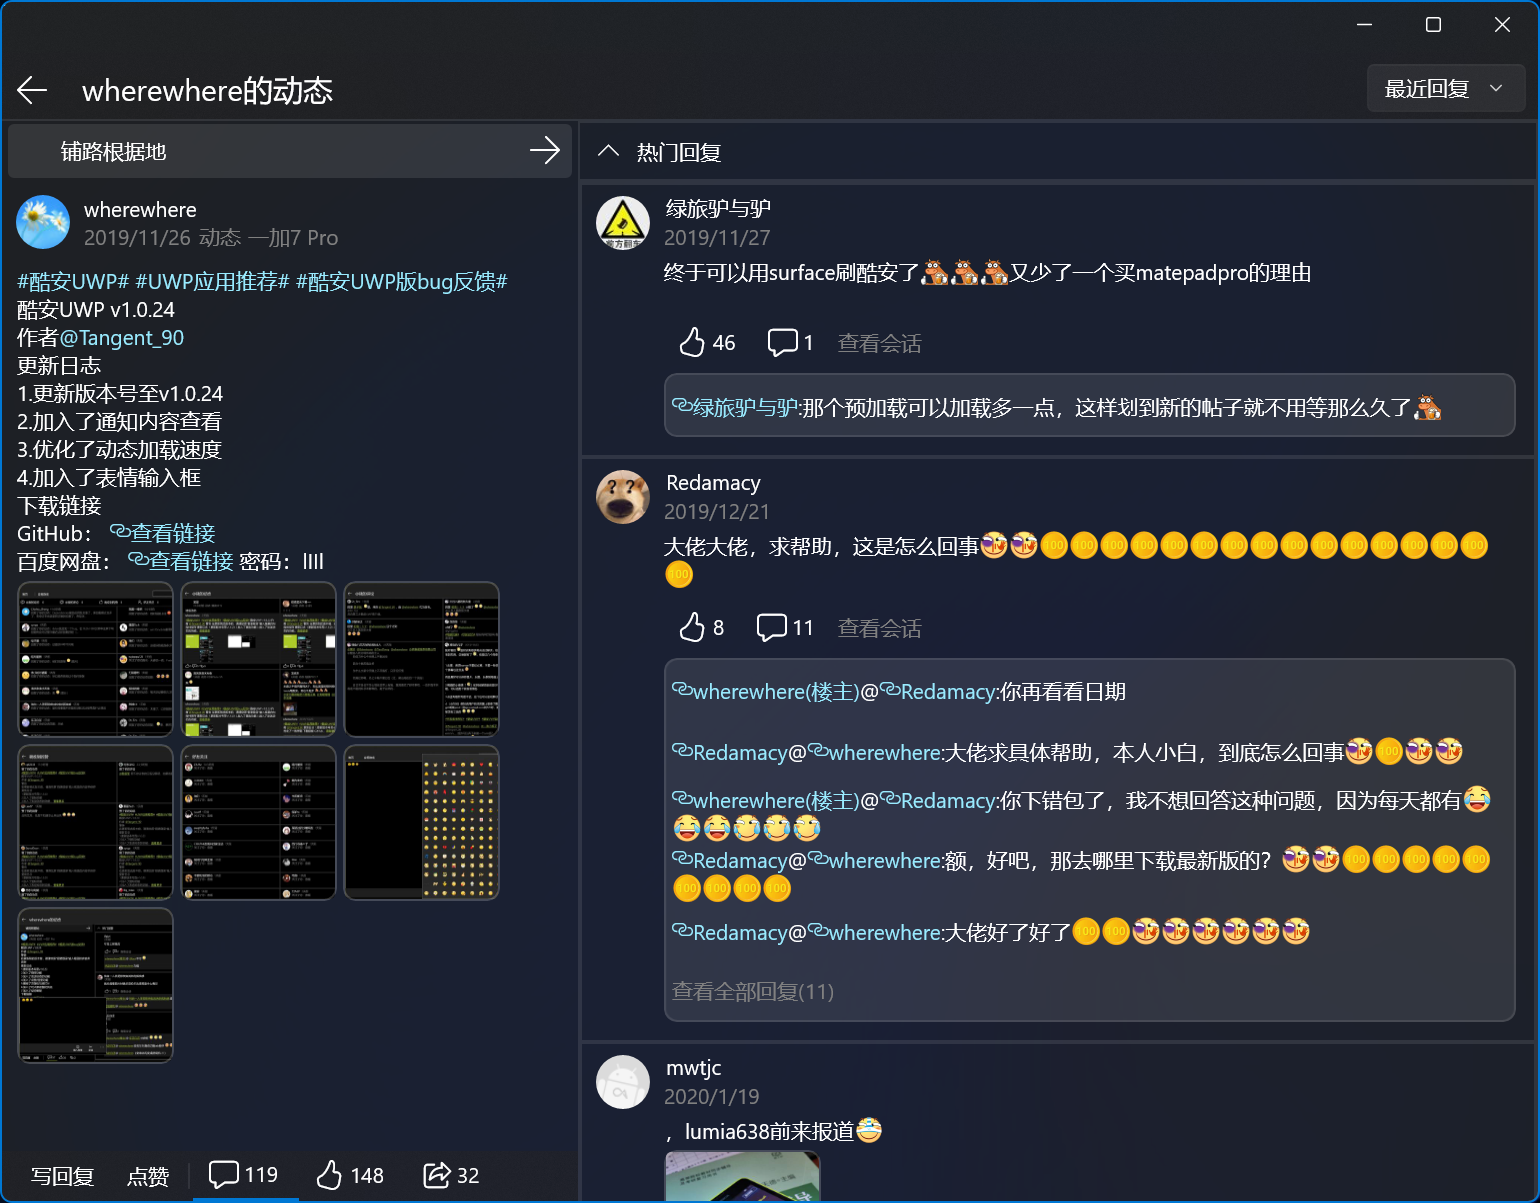 wherewhere的动态
最近回复
铺路根据地
wherewhere
2019/11/26 动态 一加7 Pro
#酷安UWP# #UWP应用推荐# #酷安UWP版bug反馈#
酷安UWP v1.0.24
作者@Tangent_90
更新日志
1.更新版本号至v1.0.24
2.加入了通知内容查看
3.优化了动态加载速度
4.加入了表情输入框
下载链接
GitHub： 查看链接
百度网盘： 查看链接 密码：llll
写回复 点赞 119 148 32
热门回复
绿旅驴与驴
2019/11/27
终于可以用surface刷酷安了又少了一个买matepadpro的理由
46 1 查看会话
绿旅驴与驴:那个预加载可以加载多一点，这样划到新的帖子就不用等那么久了
Redamacy
2019/12/21
大佬大佬，求帮助，这是怎么回事
8 11 查看会话
wherewhere(楼主)@Redamacy:你再看看日期
Redamacy@wherewhere:大佬求具体帮助，本人小白，到底怎么回事
wherewhere(楼主)@Redamacy:你下错包了，我不想回答这种问题，因为每天都有
Redamacy@wherewhere:额，好吧，那去哪里下载最新版的？
Redamacy@wherewhere:大佬好了好了
查看全部回复(11)
mwtjc
2020/1/19
，lumia638前来报道